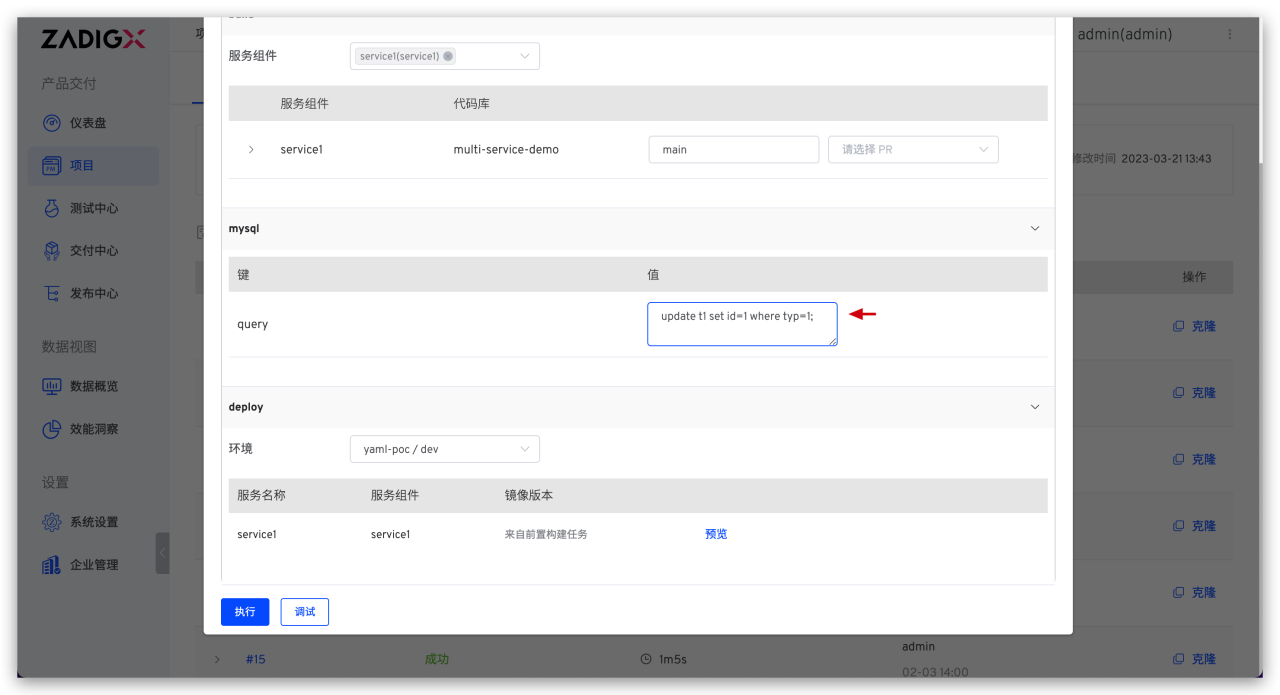 ZADIGX
admin(admin)
产品交付
仪表盘
项目
测试中心
交付中心
发布中心
数据视图
数据概览
效能洞察
设置
系统设置
企业管理
服务组件 service1(service1)
服务组件 代码库
service1 multi-service-demo main 请选择 PR
修改时间 2023-03-21 13:43
mysql
键 值
操作
query update t1 set id=1 where typ=1;
克隆
克隆
deploy
环境 yaml-poc / dev
克隆
服务名称 服务组件 镜像版本
service1 service1 来自前置构建任务 预览
克隆
克隆
执行 调试
#15 成功 1m5s admin
02-03 14:00
克隆